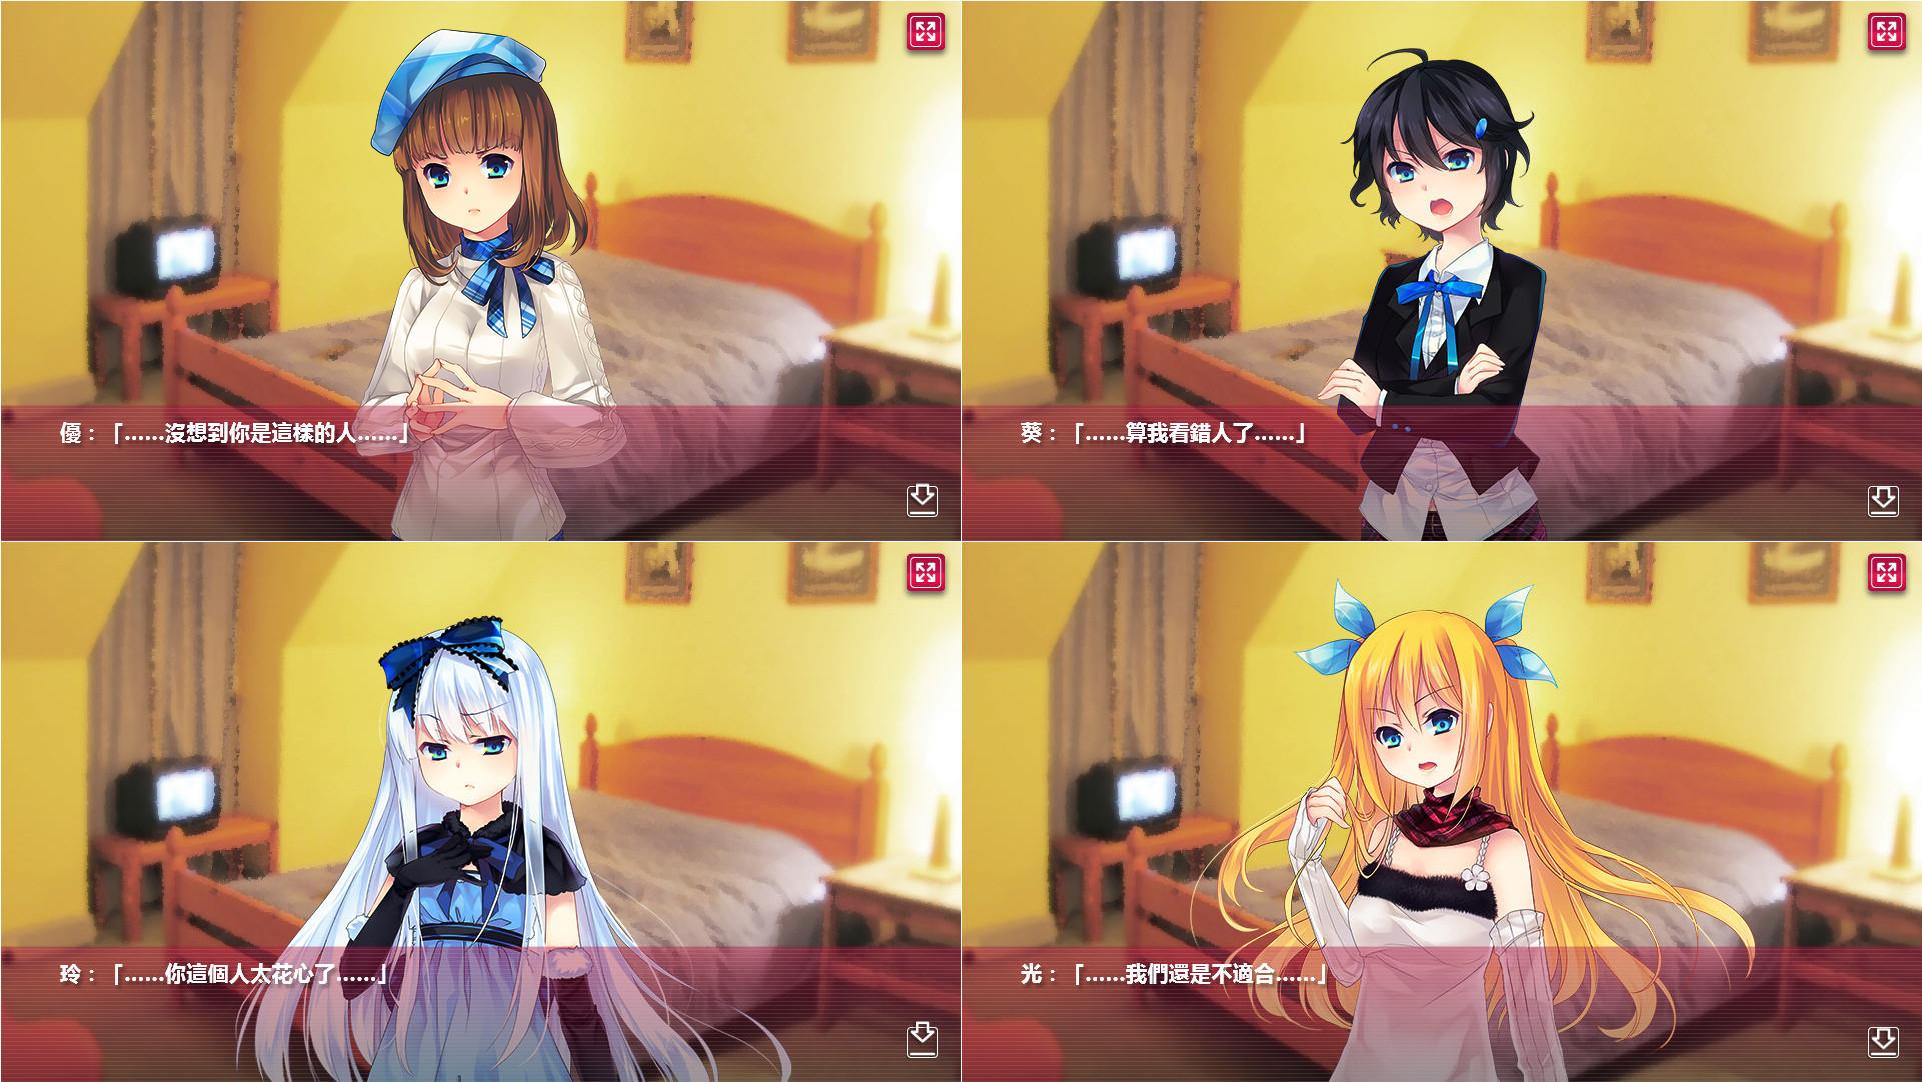 優：「……沒想到你是這樣的人……」
葵：「……算我看錯人了……」
玲：「……你這個人太花心了……」
光：「……我們還是不適合……」